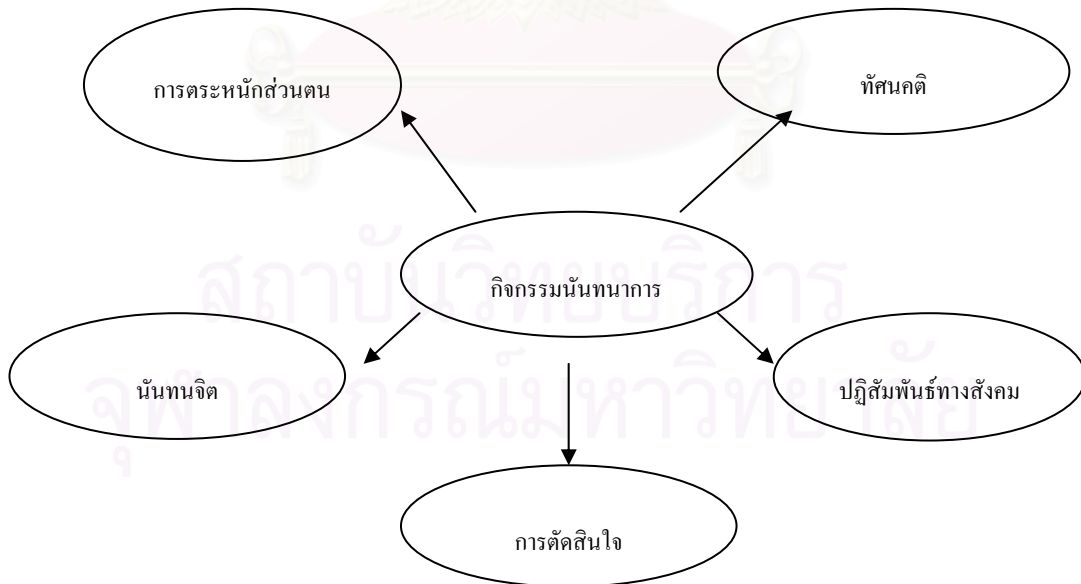 การตระหนักส่วนตน
ทัศนคติ
กิจกรรมนันทนาการ
นันทนจิต
ปฏิสัมพันธ์ทางสังคม
การตัดสินใจ
สถาบันวิทยบริการ
จุฬาลงกรณ์มหาวิทยาลัย